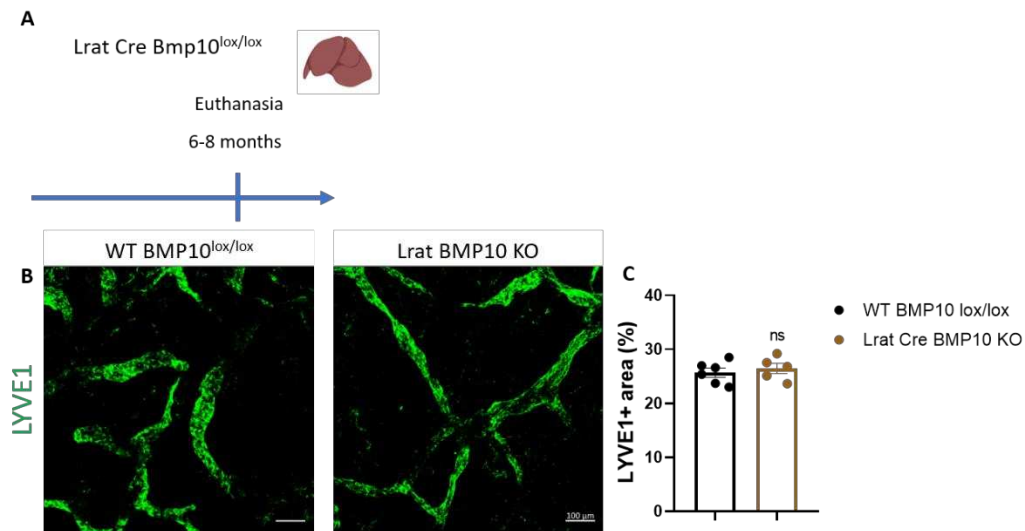 A
Lrat Cre Bmp10lox/lox
Euthanasia
6-8 months
WT BMP10lox/lox
Lrat BMP10 KO
B
LYVE1
100 µm
C
LYVE1+ area (%)
40
30
20
10
0
ns
WT BMP10 lox/lox
Lrat Cre BMP10 KO